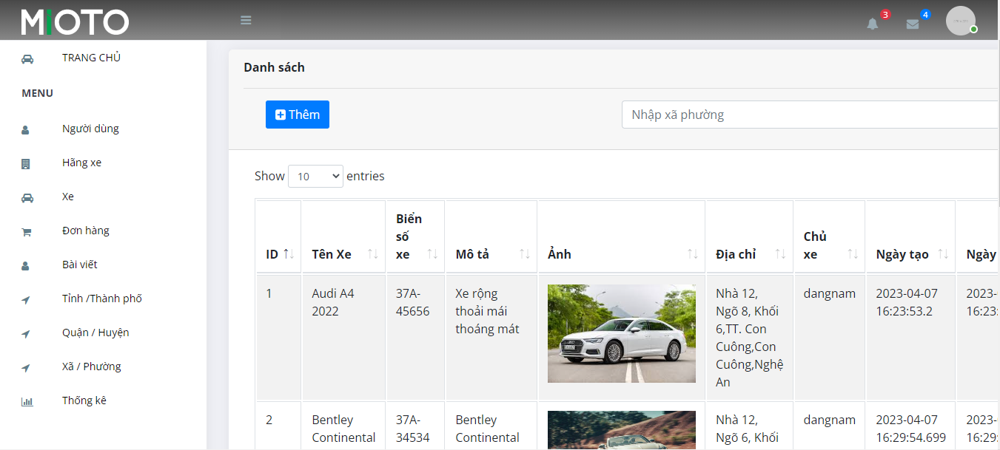 MIOTO
3
4
TRANG CHỦ
MENU
Người dùng
Hãng xe
Xe
Đơn hàng
Bài viết
Tỉnh /Thành phố
Quận / Huyện
Xã / Phường
Thống kê
Danh sách
Thêm
Nhập xã phường
Show 10 entries
ID
Tên Xe
Biển
số
xe
Mô tả
Ảnh
Địa chỉ
Chủ
xe
Ngày tạo
Ngày
1
Audi A4
2022
37A-
45656
Xe rộng
thoải mái
thoáng mát
Nhà 12,
Ngõ 8, Khối
6,TT. Con
Cuông,Con
Cuông,Nghệ
An
dangnam
2023-04-07
16:23:53.2
2023-
16:23:
2
Bentley
Continental
37A-
34534
Bentley
Continental
Nhà 12,
Ngõ 6, Khối
dangnam
2023-04-07
16:29:54.699
2023-
16:29: